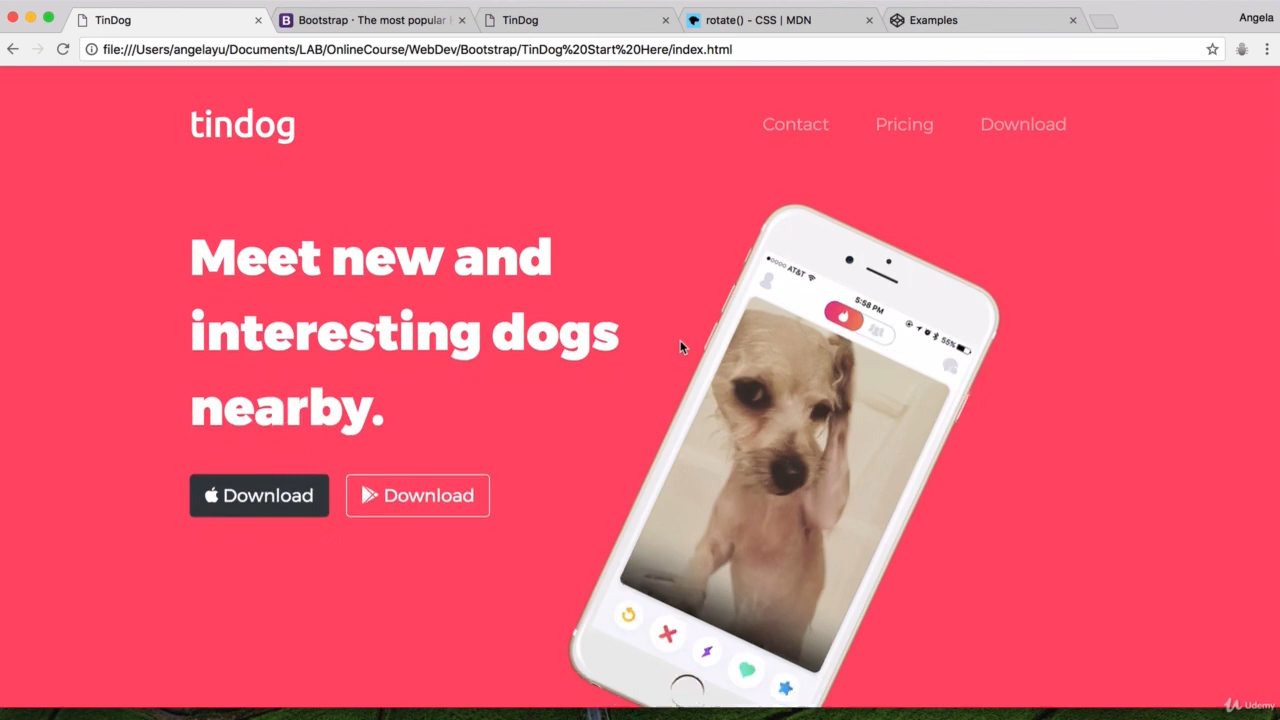 TinDog
Bootstrap · The most popular
TinDog
rotate() - CSS | MDN
Examples
Angela
file:///Users/angelayu/Documents/LAB/OnlineCourse/WebDev/Bootstrap/TinDog%20Start%20Here/index.html
tindog
Contact
Pricing
Download
Meet new and
interesting dogs
nearby.
Download
Download
AT&T
5:58 PM
55%
Udemy